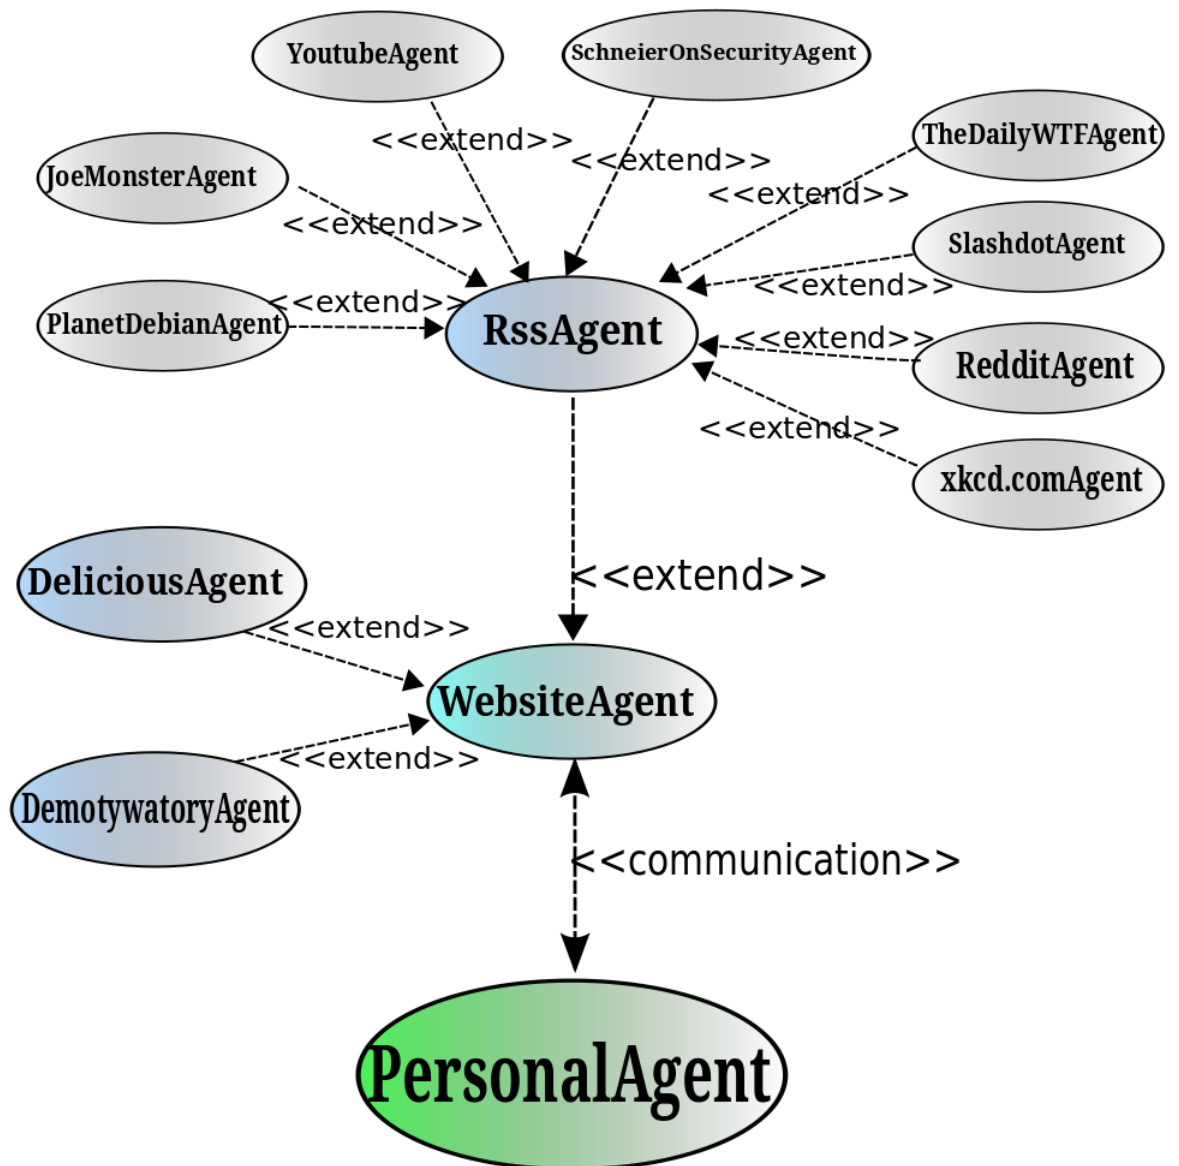 YoutubeAgent
SchneierOnSecurityAgent
<<extend>>
<<extend>>
TheDailyWTFAgent
JoeMonsterAgent
<<extend>>
<<extend>>
SlashdotAgent
<<extend>>
<<extend>>
PlanetDebianAgent
RssAgent
<<extend>>
RedditAgent
<<extend>>
xkcd.comAgent
<<extend>>
DeliciousAgent
<<extend>>
WebsiteAgent
<<extend>>
DemotywatoryAgent
<<communication>>
PersonalAgent